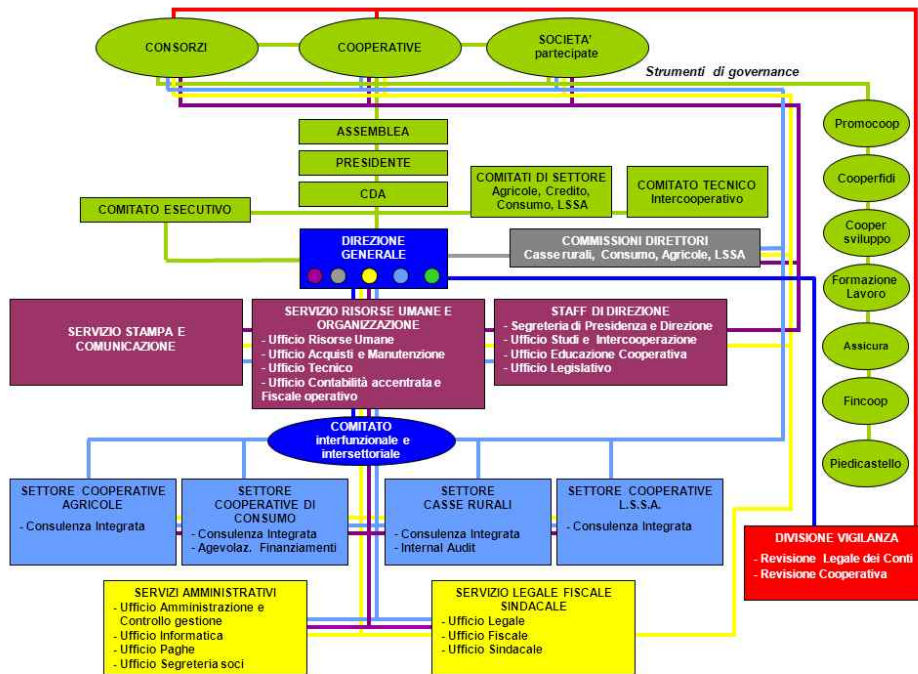 CONSORZI
COOPERATIVE
SOCIETA'
partecipate
Strumenti di governance
Promocoop
Cooperfidi
Cooper
sviluppo
Formazione
Lavoro
Assicura
Fincoop
Piedicastello
ASSEMBLEA
PRESIDENTE
CDA
COMITATO ESECUTIVO
COMITATI DI SETTORE
Agricole, Credito,
Consumo, LSSA
COMITATO TECNICO
Intercooperativo
DIREZIONE
GENERALE
COMMISSIONI DIRETTORI
Casse rurali, Consumo, Agricole, LSSA
SERVIZIO STAMPA E
COMUNICAZIONE
SERVIZIO RISORSE UMANE E
ORGANIZZAZIONE
- Ufficio Risorse Umane
- Ufficio Acquisti e Manutenzione
- Ufficio Tecnico
- Ufficio Contabilità accentrata e
Fiscale operativo
STAFF DI DIREZIONE
- Segreteria di Presidenza e Direzione
- Ufficio Studi e Intercooperazione
- Ufficio Educazione Cooperativa
- Ufficio Legislativo
COMITATO
interfunzionale e
intersettoriale
SETTORE COOPERATIVE
AGRICOLE
- Consulenza Integrata
SETTORE
COOPERATIVE DI
CONSUMO
- Consulenza Integrata
- Agevolaz. Finanziamenti
SETTORE
CASSE RURALI
- Consulenza Integrata
- Internal Audit
SETTORE COOPERATIVE
L.S.S.A.
- Consulenza Integrata
DIVISIONE VIGILANZA
- Revisione Legale dei Conti
- Revisione Cooperativa
SERVIZI AMMINISTRATIVI
- Ufficio Amministrazione e
Controllo gestione
- Ufficio Informatica
- Ufficio Paghe
- Ufficio Segreteria soci
SERVIZIO LEGALE FISCALE
SINDACALE
- Ufficio Legale
- Ufficio Fiscale
- Ufficio Sindacale